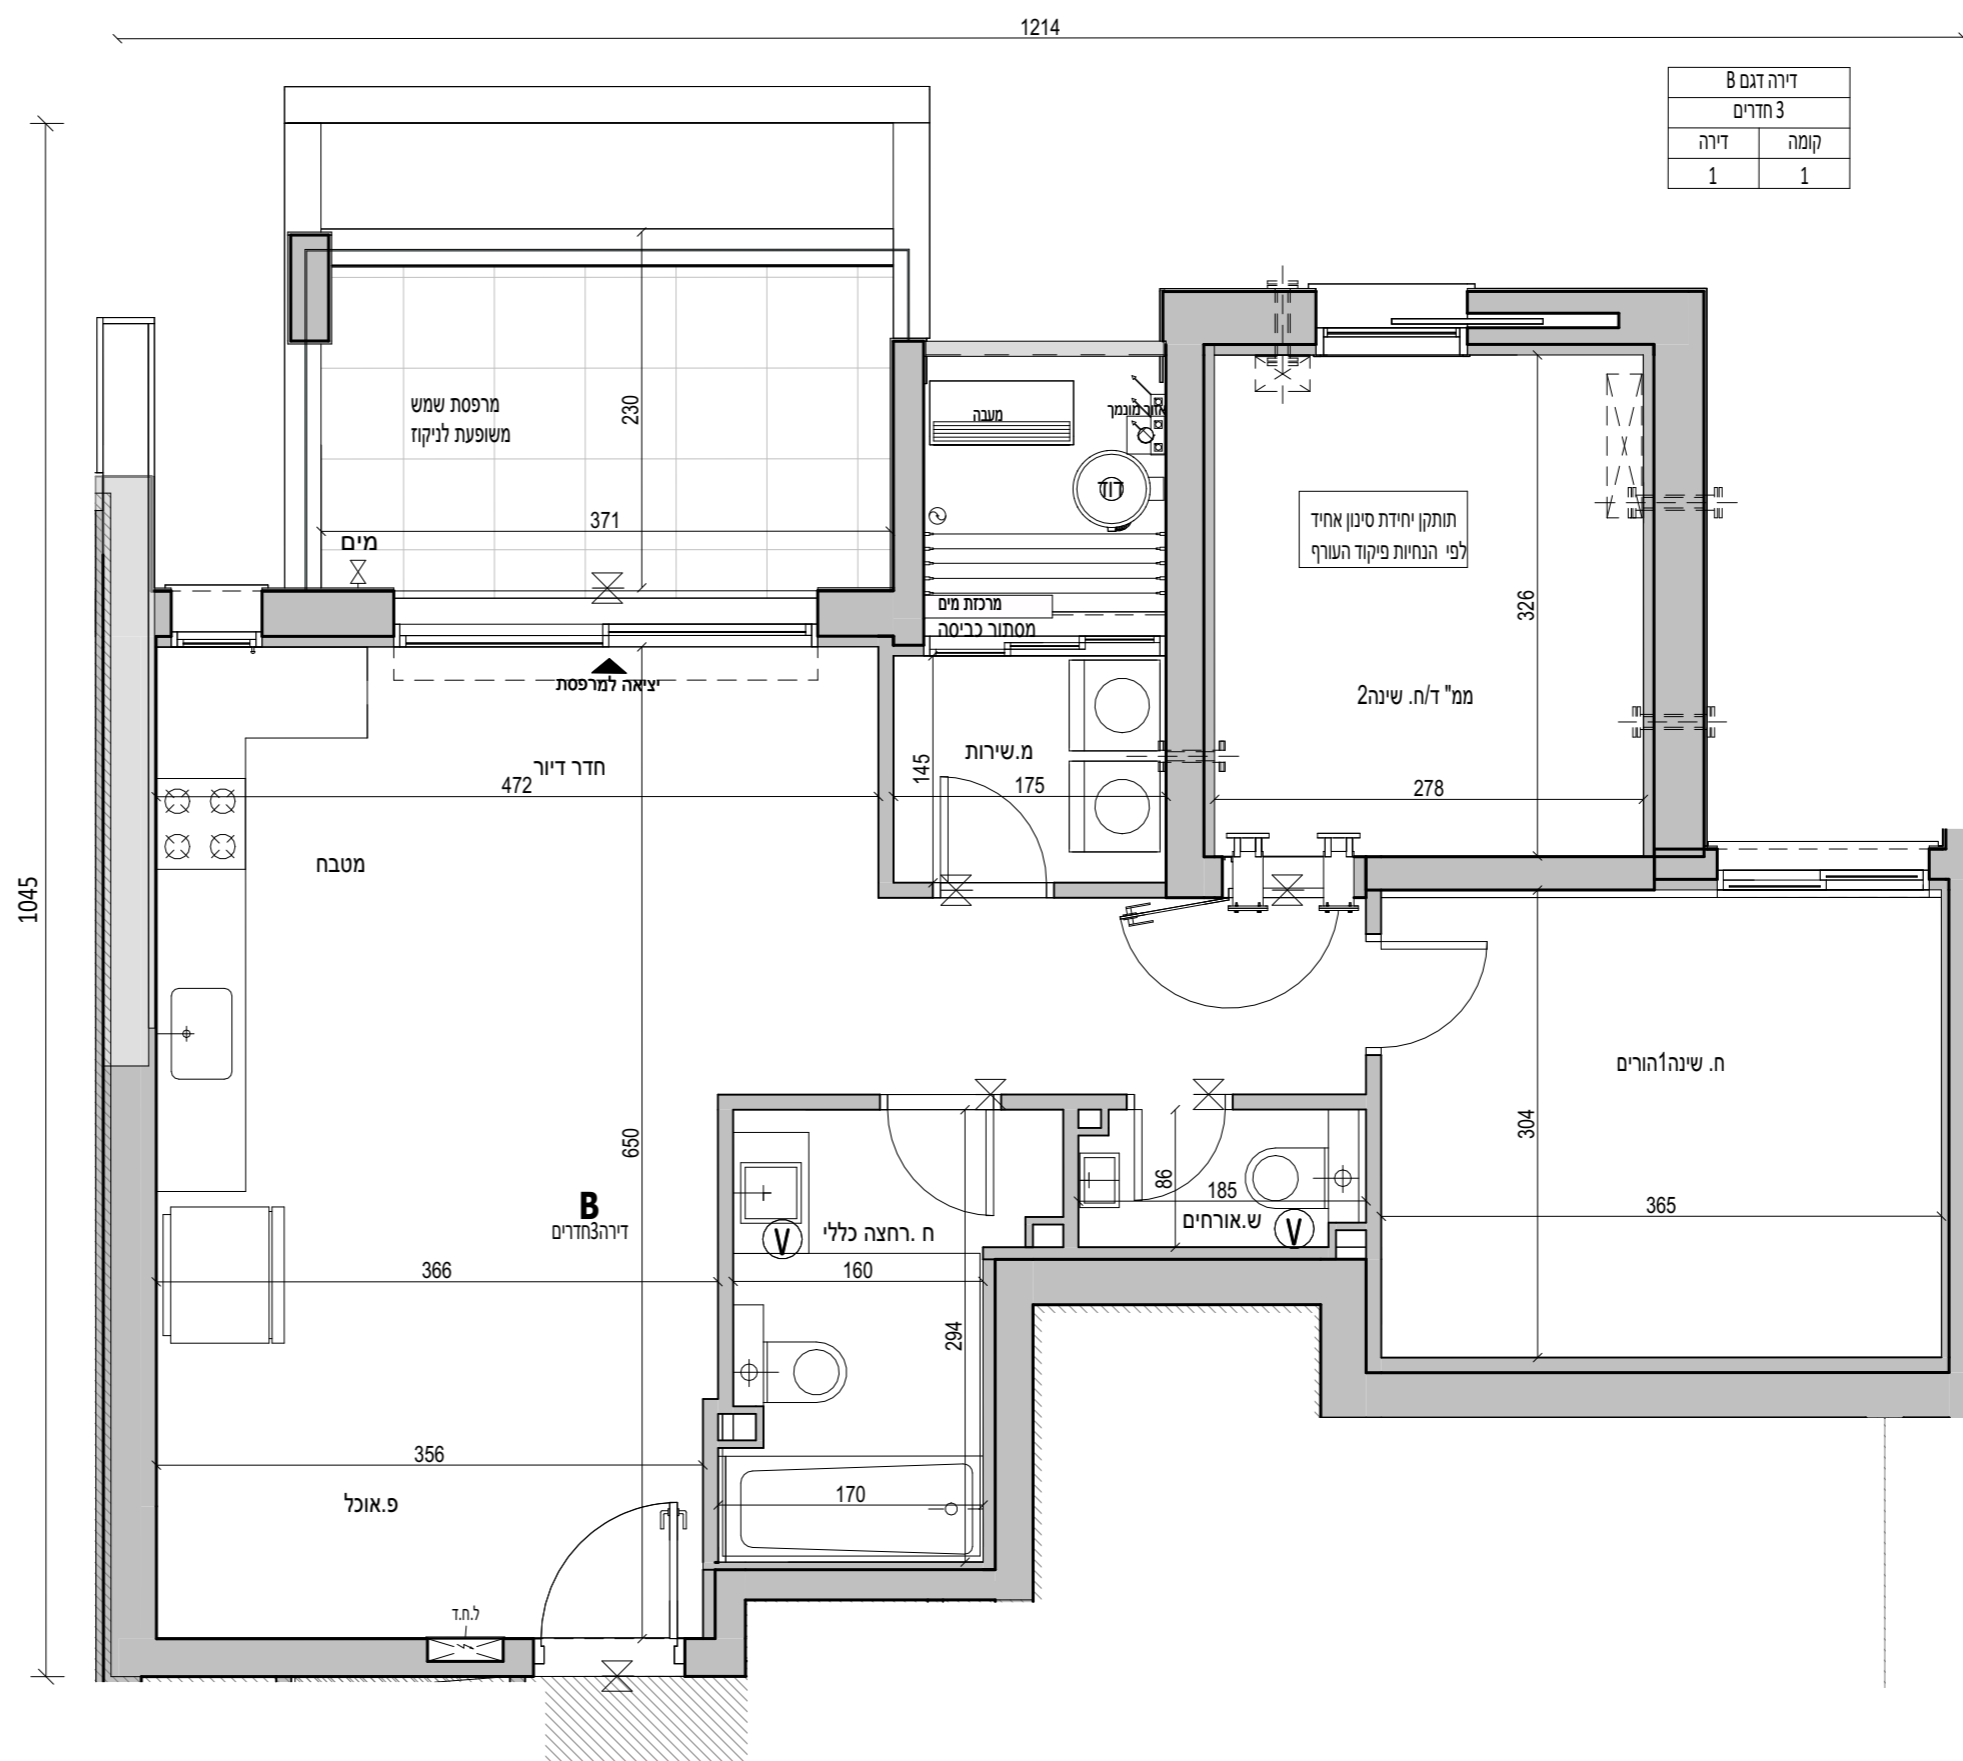 1214
דירה דגם B
3 חדרים
דירה קומה
1 1
1045
מרפסת שמש
משופעת לניקוז
230
371
מים
מעבה
אזור מונמך
דוד
מרכזת מים
מסתור כביסה
תותקן יחידת סינון אחיד
לפי הנחיות פיקוד העורף
326
ממ"ד/ח. שינה2
278
יציאה למרפסת
חדר דיור
472
מ.שירות
145
175
מטבח
ח. שינה1הורים
304
365
650
B
דירה3חדרים
ח .רחצה כללי
V
86
185
ש.אורחים
V
366
160
294
356
170
פ.אוכל
ל.ח.ד